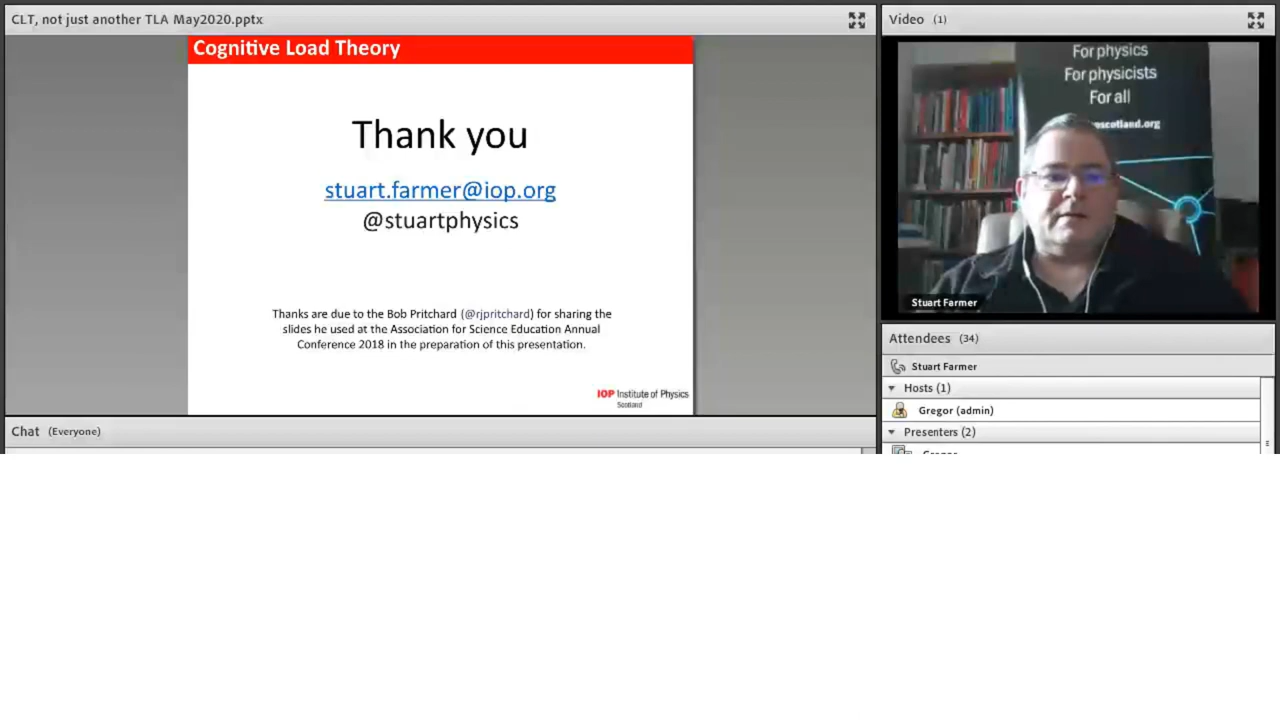 CLT, not just another TLA May2020.pptx
Cognitive Load Theory
Thank you
stuart.farmer@iop.org
@stuartphysics
Thanks are due to the Bob Pritchard (@rjpritchard) for sharing the
slides he used at the Association for Science Education Annual
Conference 2018 in the preparation of this presentation.
IOP Institute of Physics
Scotland
Chat (Everyone)
Video (1)
For physics
For physicists
For all
Stuart Farmer
Attendees (34)
Stuart Farmer
Hosts (1)
Gregor (admin)
Presenters (2)